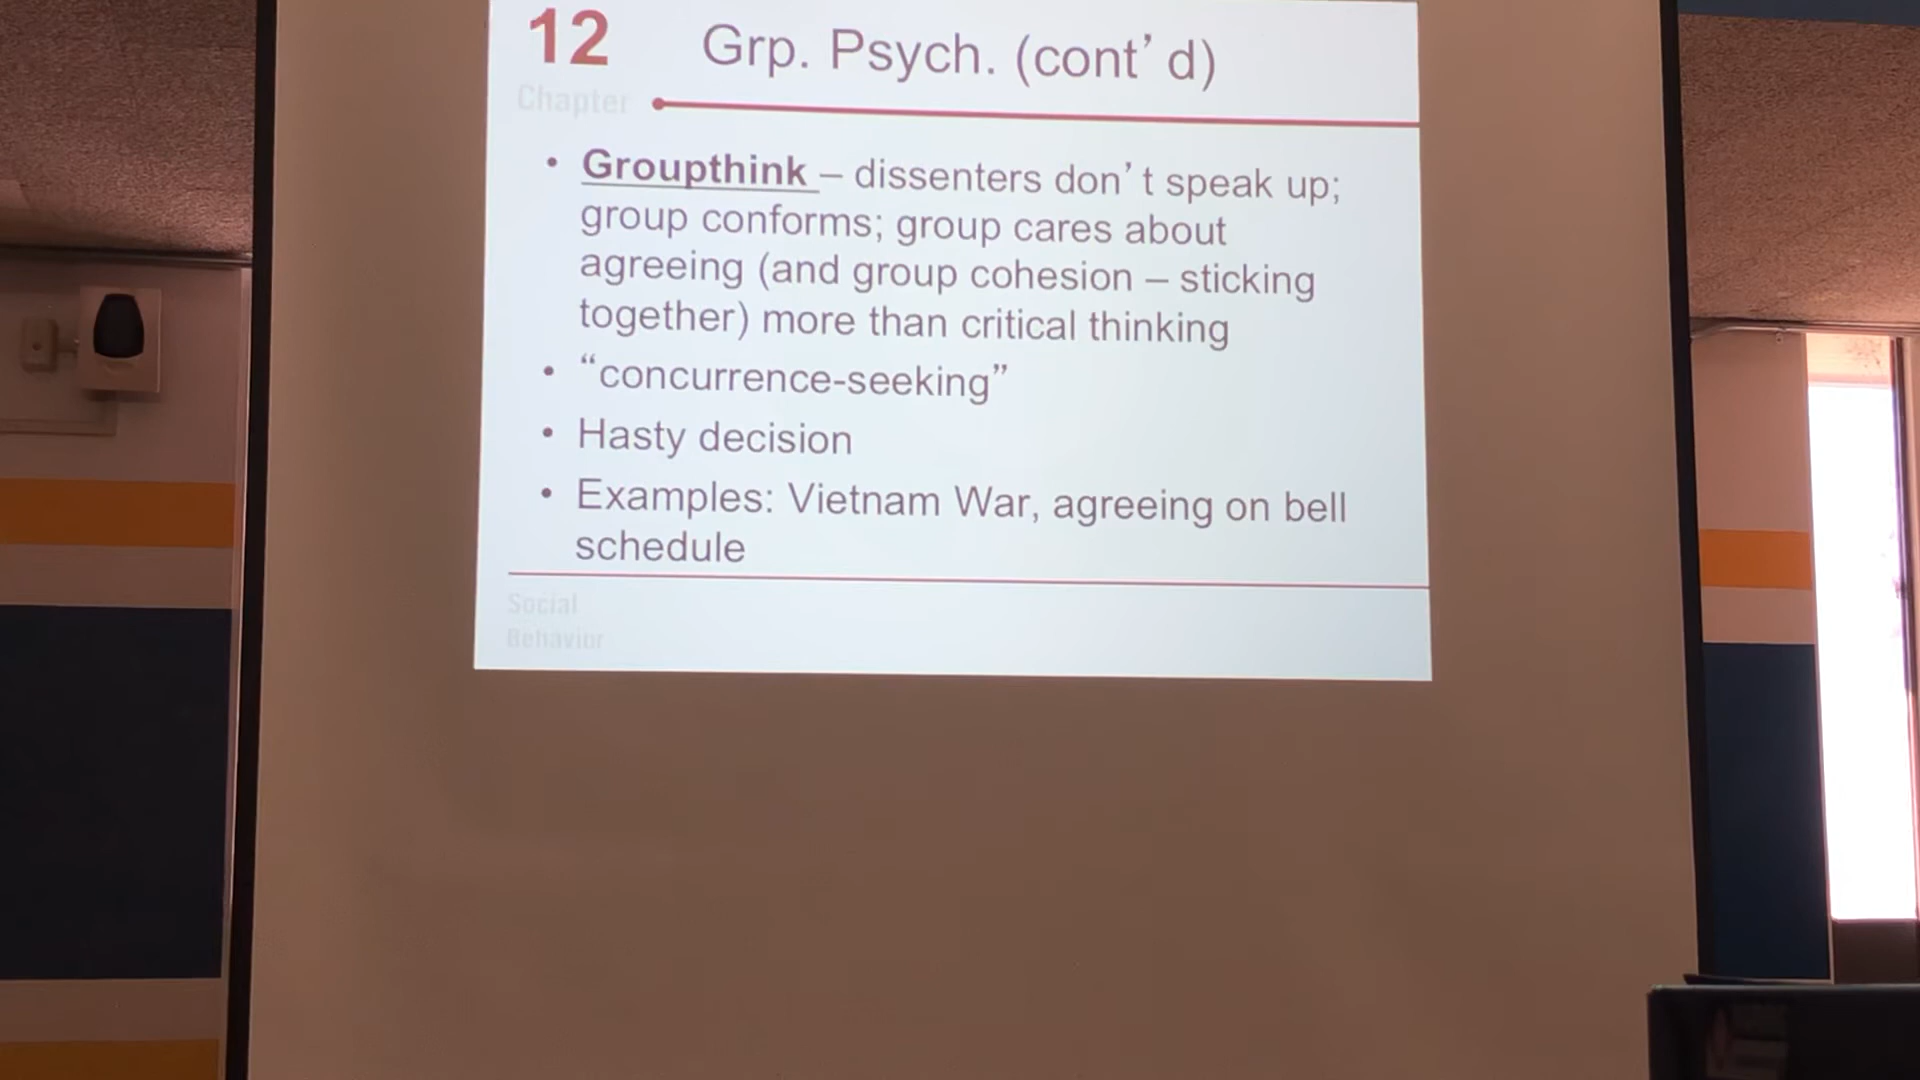 12 Grp. Psych. (cont’d)
Chapter
• Groupthink – dissenters don’t speak up;
group conforms; group cares about
agreeing (and group cohesion – sticking
together) more than critical thinking
• “concurrence-seeking”
• Hasty decision
• Examples: Vietnam War, agreeing on bell
schedule
Social
Behavior